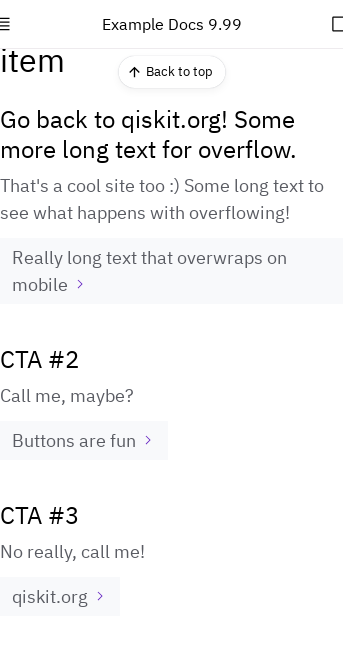 Example Docs 9.99
item
Back to top
Go back to qiskit.org! Some
more long text for overflow.
That's a cool site too :) Some long text to
see what happens with overflowing!
Really long text that overwraps on
mobile
CTA #2
Call me, maybe?
Buttons are fun
CTA #3
No really, call me!
qiskit.org